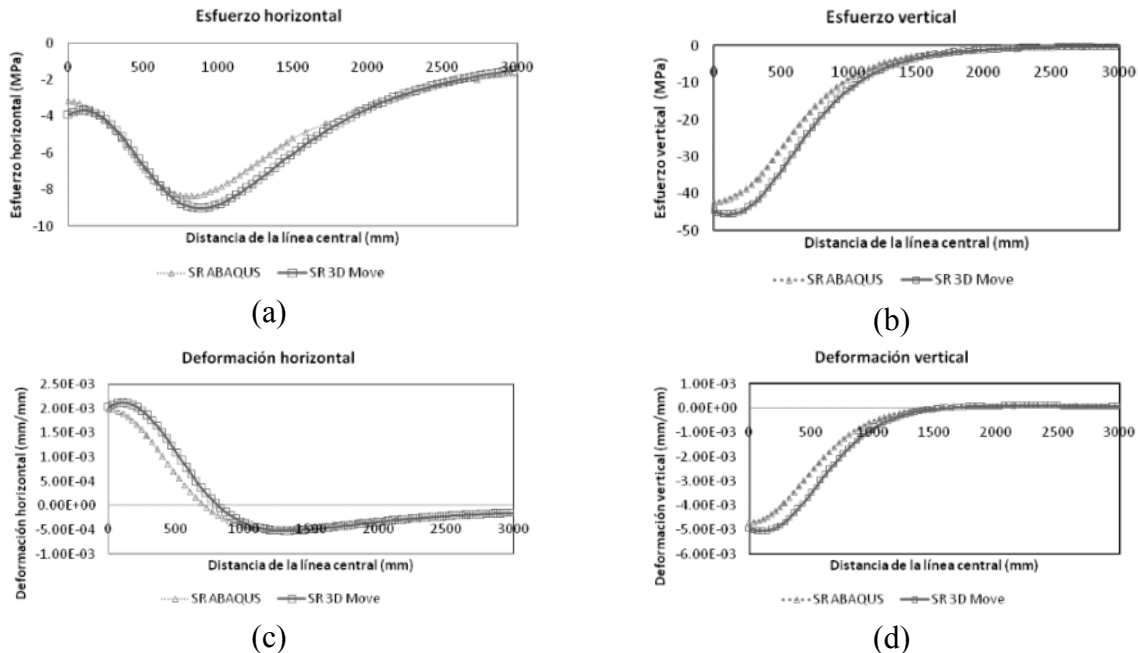 Esfuerzo horizontal
0
-2
-4
-6
-8
-10
0 500 1000 1500 2000 2500 3000
Esfuerzo horizontal (MPa)
Distancia de la línea central (mm)
SR ABAQUS SR 3D Move
(a)
Esfuerzo vertical
0
-10
-20
-30
-40
-50
0 500 1000 1500 2000 2500 3000
Esfuerzo vertical (MPa)
Distancia de la línea central (mm)
SR ABAQUS SR 3D Move
(b)
Deformación horizontal
2.50E-03
2.00E-03
1.50E-03
1.00E-03
5.00E-04
0.00E+00
-5.00E-04
-1.00E-03
0 500 1000 1500 2000 2500 3000
Deformación horizontal (mm/mm)
Distancia de la línea central (mm)
SR ABAQUS SR 3D Move
(c)
Deformación vertical
1.00E-03
0.00E+00
-1.00E-03
-2.00E-03
-3.00E-03
-4.00E-03
-5.00E-03
-6.00E-03
0 500 1000 1500 2000 2500 3000
Deformación vertical (mm/mm)
Distancia de la línea central (mm)
SR ABAQUS SR 3D Move
(d)